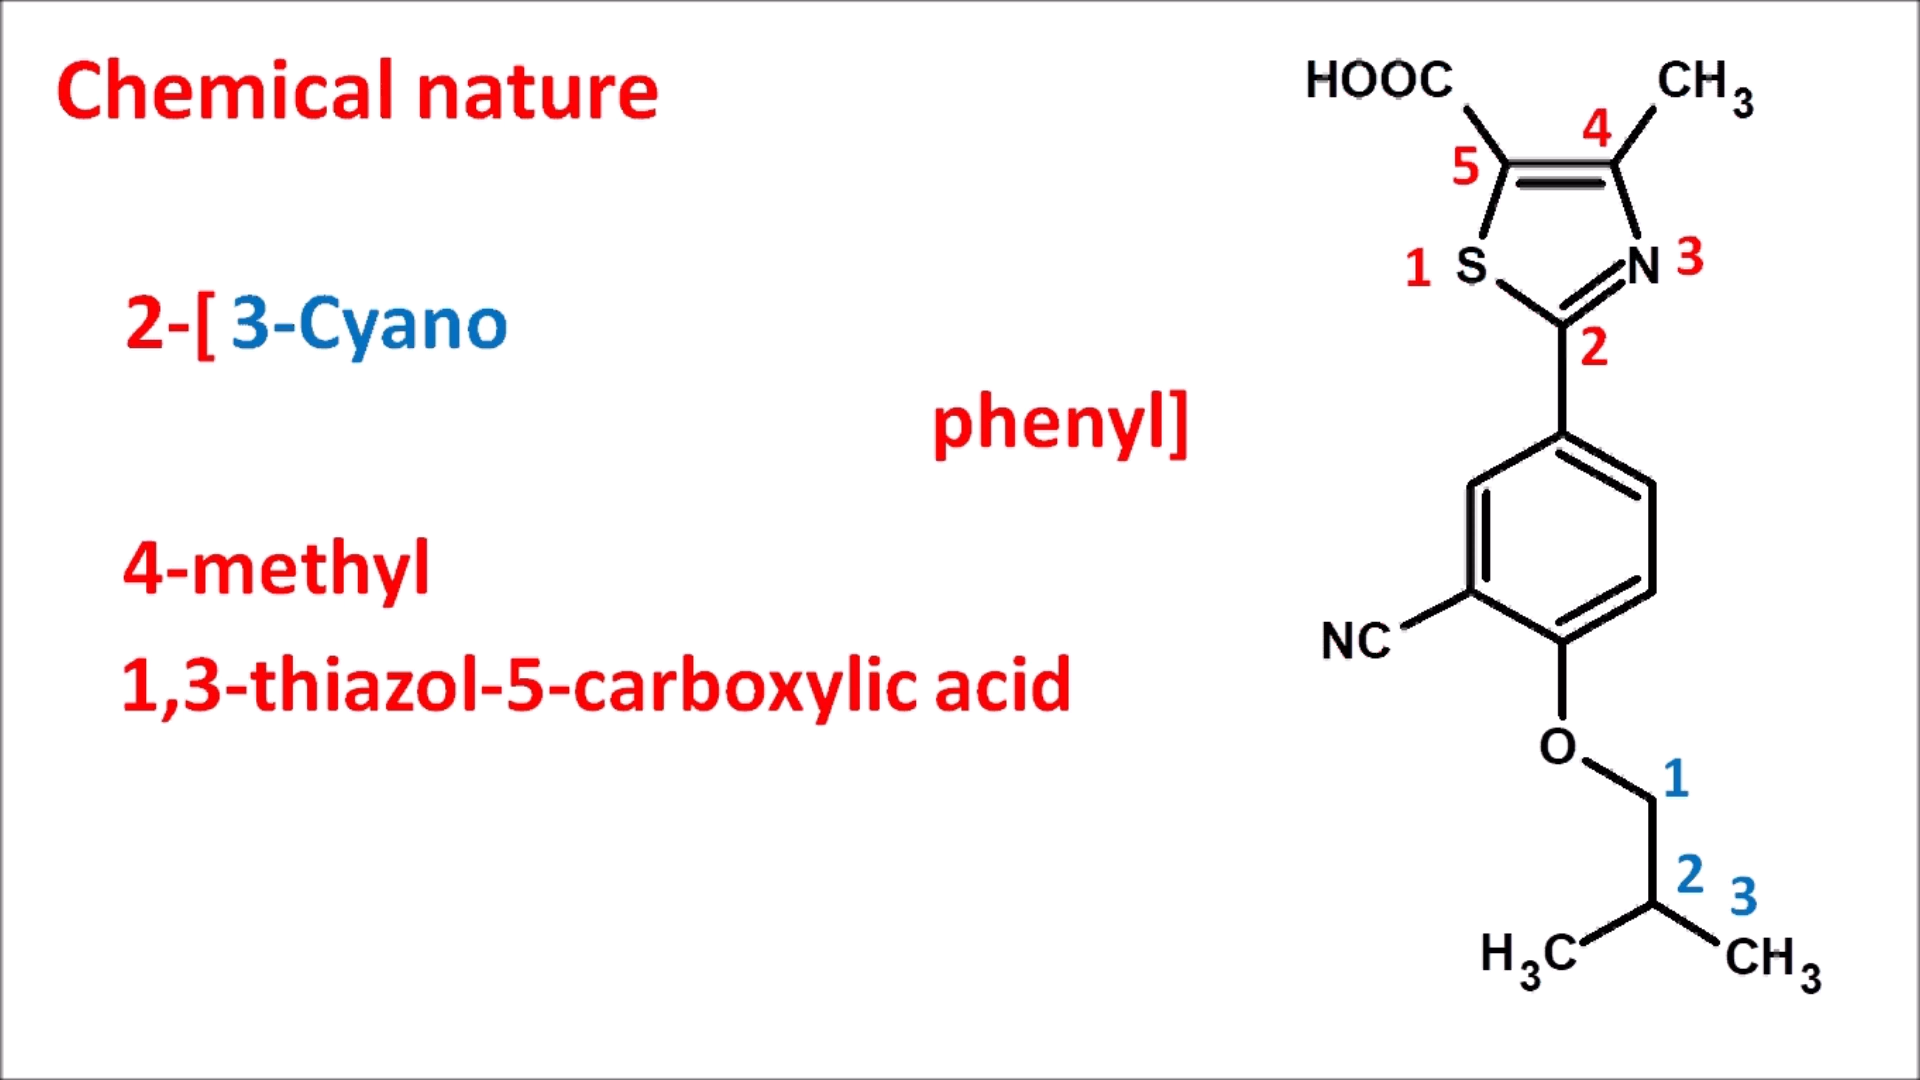 Chemical nature
2-[ 3-Cyano
phenyl]
4-methyl
1,3-thiazol-5-carboxylic acid
HOOC
CH3
4
5
1 S
N 3
2
NC
O
1
2
3
H3C
CH3